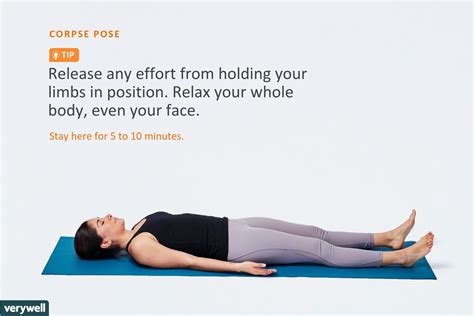 CORPSE POSE
TIP
Release any effort from holding your
limbs in position. Relax your whole
body, even your face.
Stay here for 5 to 10 minutes.
verywell